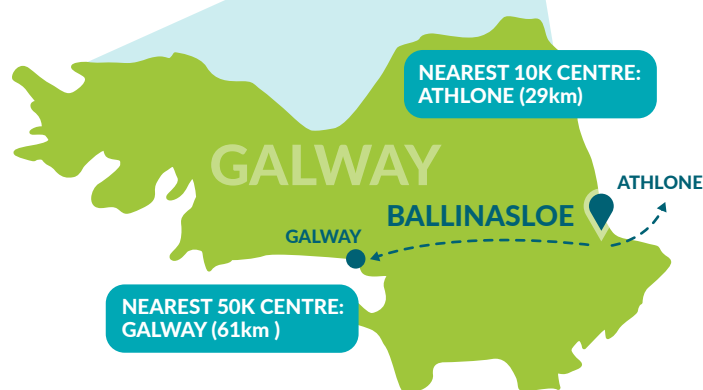 NEAREST 10K CENTRE:
ATHLONE (29km)
GALWAY
ATHLONE
BALLINASLOE
GALWAY
NEAREST 50K CENTRE:
GALWAY (61km )